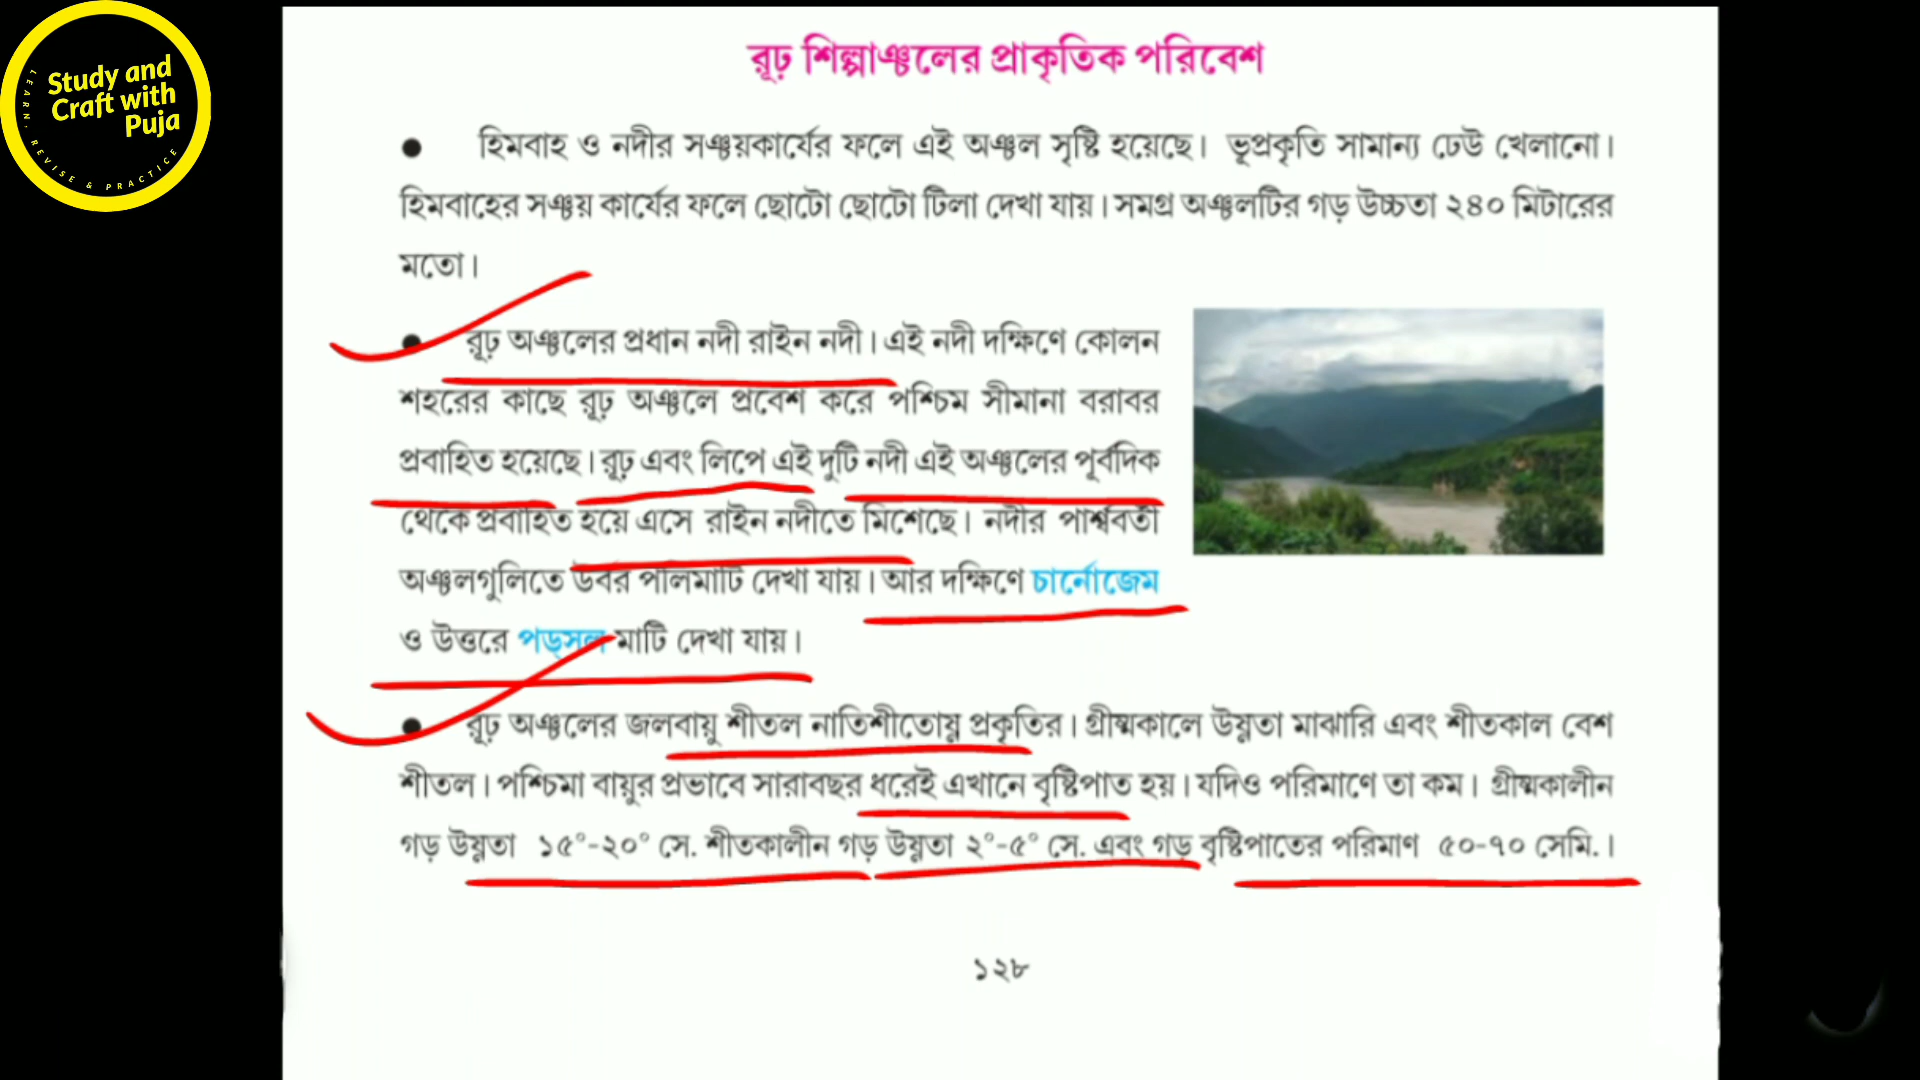 Study and
Craft with
Puja
LEARN, REVISE & PRACTICE
রূঢ় শিল্পাঞ্চলের প্রাকৃতিক পরিবেশ
● হিমবাহ ও নদীর সঞ্চয়কার্যের ফলে এই অঞ্চল সৃষ্টি হয়েছে। ভূপ্রকৃতি সামান্য ঢেউ খেলানো।
হিমবাহের সঞ্চয় কার্যের ফলে ছোটো ছোটো টিলা দেখা যায়। সমগ্র অঞ্চলটির গড় উচ্চতা ২৪০ মিটারের
মতো।
● রূঢ় অঞ্চলের প্রধান নদী রাইন নদী। এই নদী দক্ষিণে কোলন
শহরের কাছে রূঢ় অঞ্চলে প্রবেশ করে পশ্চিম সীমানা বরাবর
প্রবাহিত হয়েছে। রূঢ় এবং লিপে এই দুটি নদী এই অঞ্চলের পূর্বদিক
থেকে প্রবাহিত হয়ে এসে রাইন নদীতে মিশেছে। নদীর পার্শ্ববর্তী
অঞ্চলগুলিতে উর্বর পলিমাটি দেখা যায়। আর দক্ষিণে চার্নোজেম
ও উত্তরে পড্সল মাটি দেখা যায়।
● রূঢ় অঞ্চলের জলবায়ু শীতল নাতিশীতোষ্ণ প্রকৃতির। গ্রীষ্মকালে উষ্ণতা মাঝারি এবং শীতকাল বেশ
শীতল। পশ্চিমা বায়ুর প্রভাবে সারাবছর ধরেই এখানে বৃষ্টিপাত হয়। যদিও পরিমাণে তা কম। গ্রীষ্মকালীন
গড় উষ্ণতা ১৫°-২০° সে. শীতকালীন গড় উষ্ণতা ২°-৫° সে. এবং গড় বৃষ্টিপাতের পরিমাণ ৫০-৭০ সেমি.।
১২৮